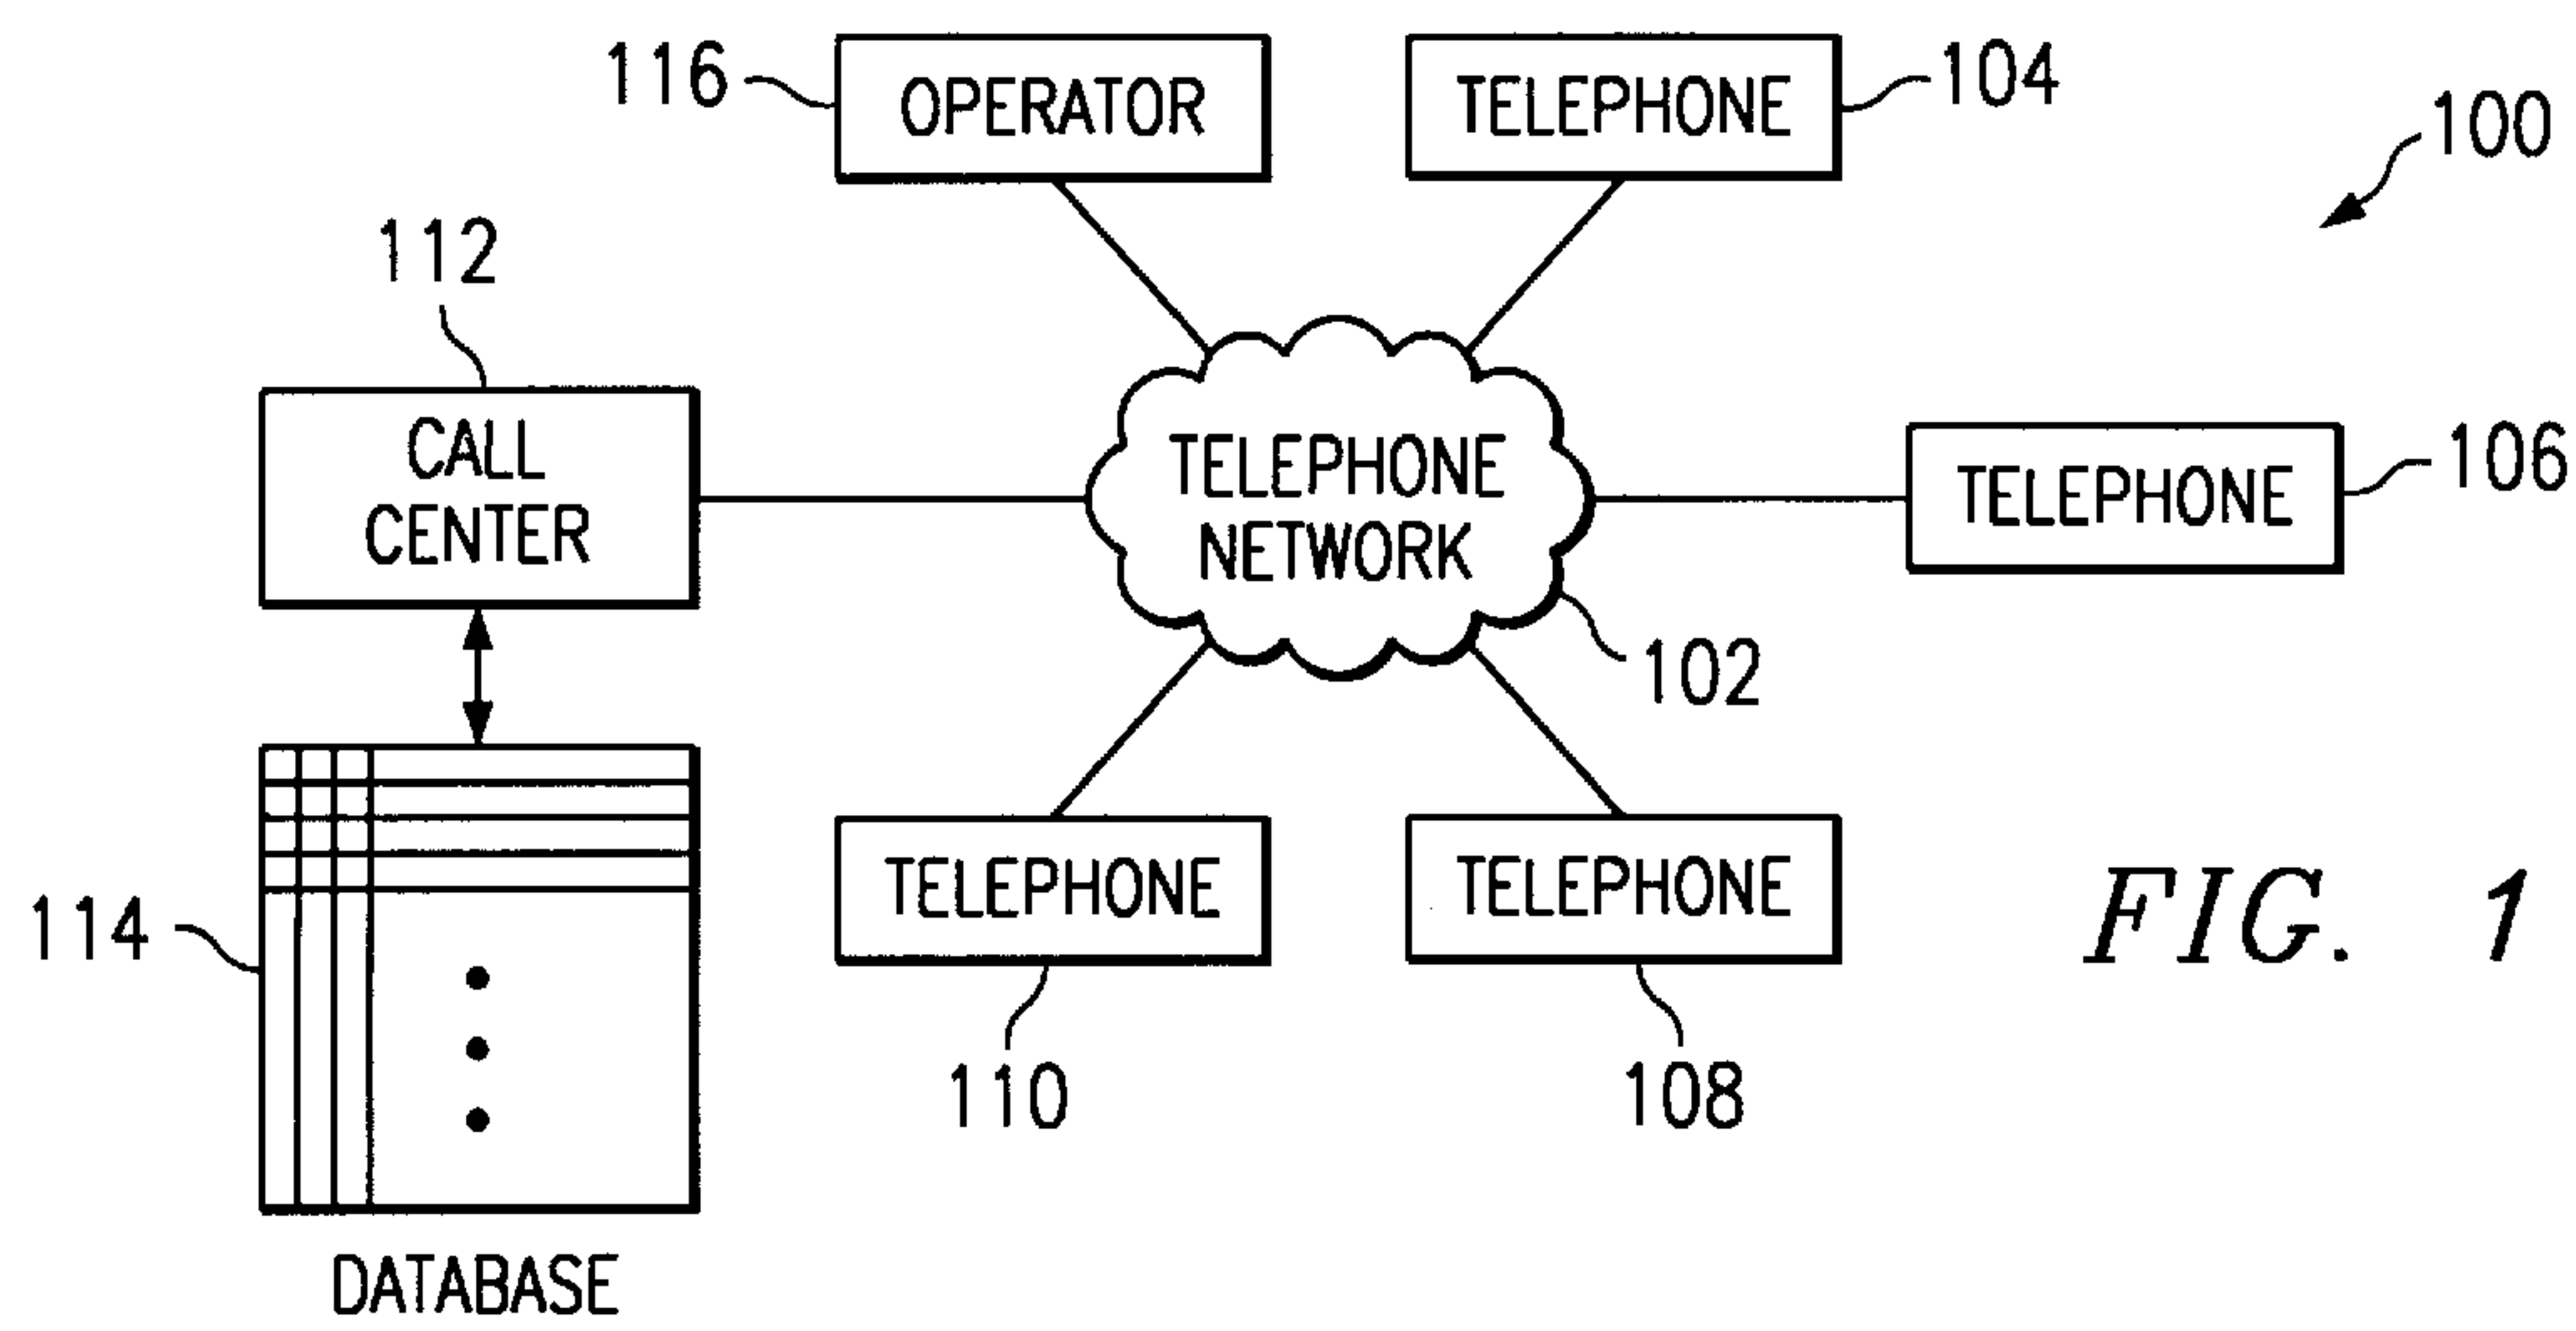 116
OPERATOR
TELEPHONE
104
100
112
CALL
CENTER
TELEPHONE
NETWORK
TELEPHONE
106
102
114
TELEPHONE
TELEPHONE
110
108
FIG. 1
DATABASE